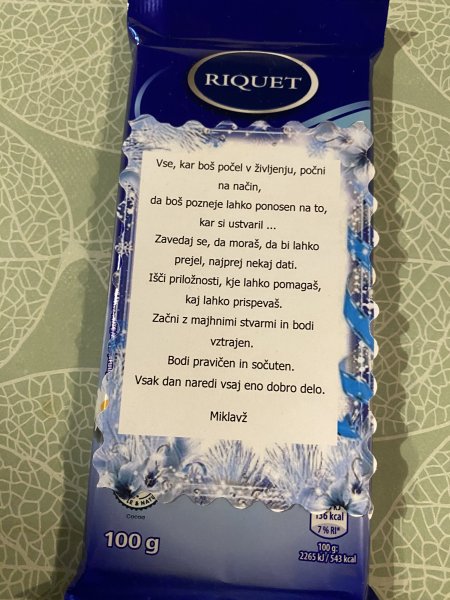 RIQUET
Vse, kar boš počel v življenju, počni
na način,
da boš pozneje lahko ponosen na to,
kar si ustvaril ...
Zavedaj se, da moraš, da bi lahko
prejel, najprej nekaj dati.
Išči priložnosti, kje lahko pomagaš,
kaj lahko prispevaš.
Začni z majhnimi stvarmi in bodi
vztrajen.
Bodi pravičen in sočuten.
Vsak dan naredi vsaj eno dobro delo.
Miklavž
Cocoa
100 g
136 kcal
7 % RI*
100 g:
2265 kJ / 543 kcal